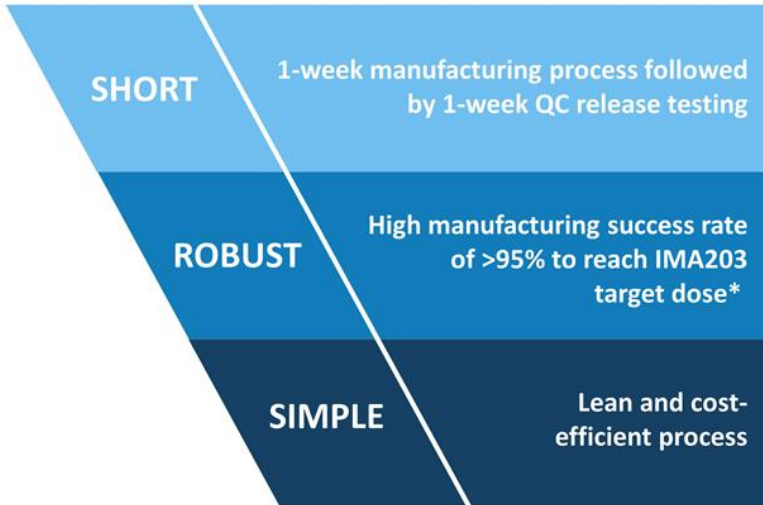 SHORT
1-week manufacturing process followed
by 1-week QC release testing
ROBUST
High manufacturing success rate
of >95% to reach IMA203
target dose*
SIMPLE
Lean and cost-
efficient process